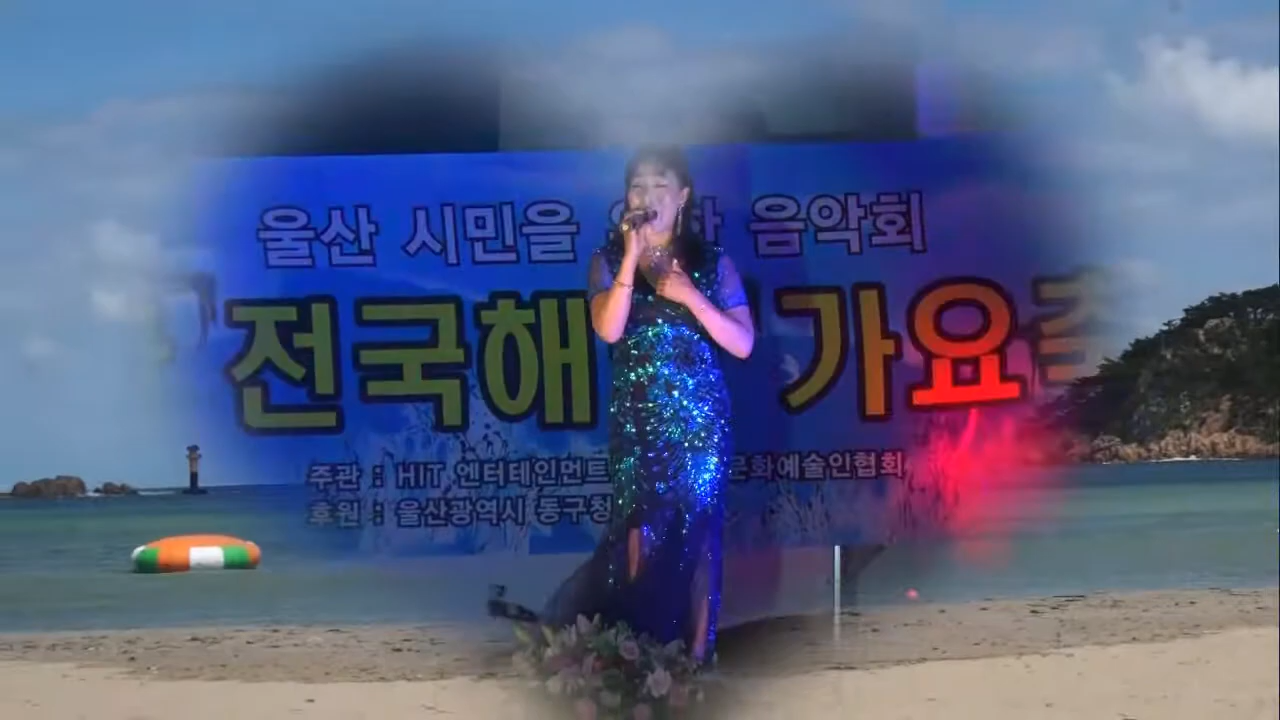 울산 시민을 음악회
전국해 가요
주관 : HIT 엔터테인먼트 문화예술인협회
후원 : 울산광역시 동구청